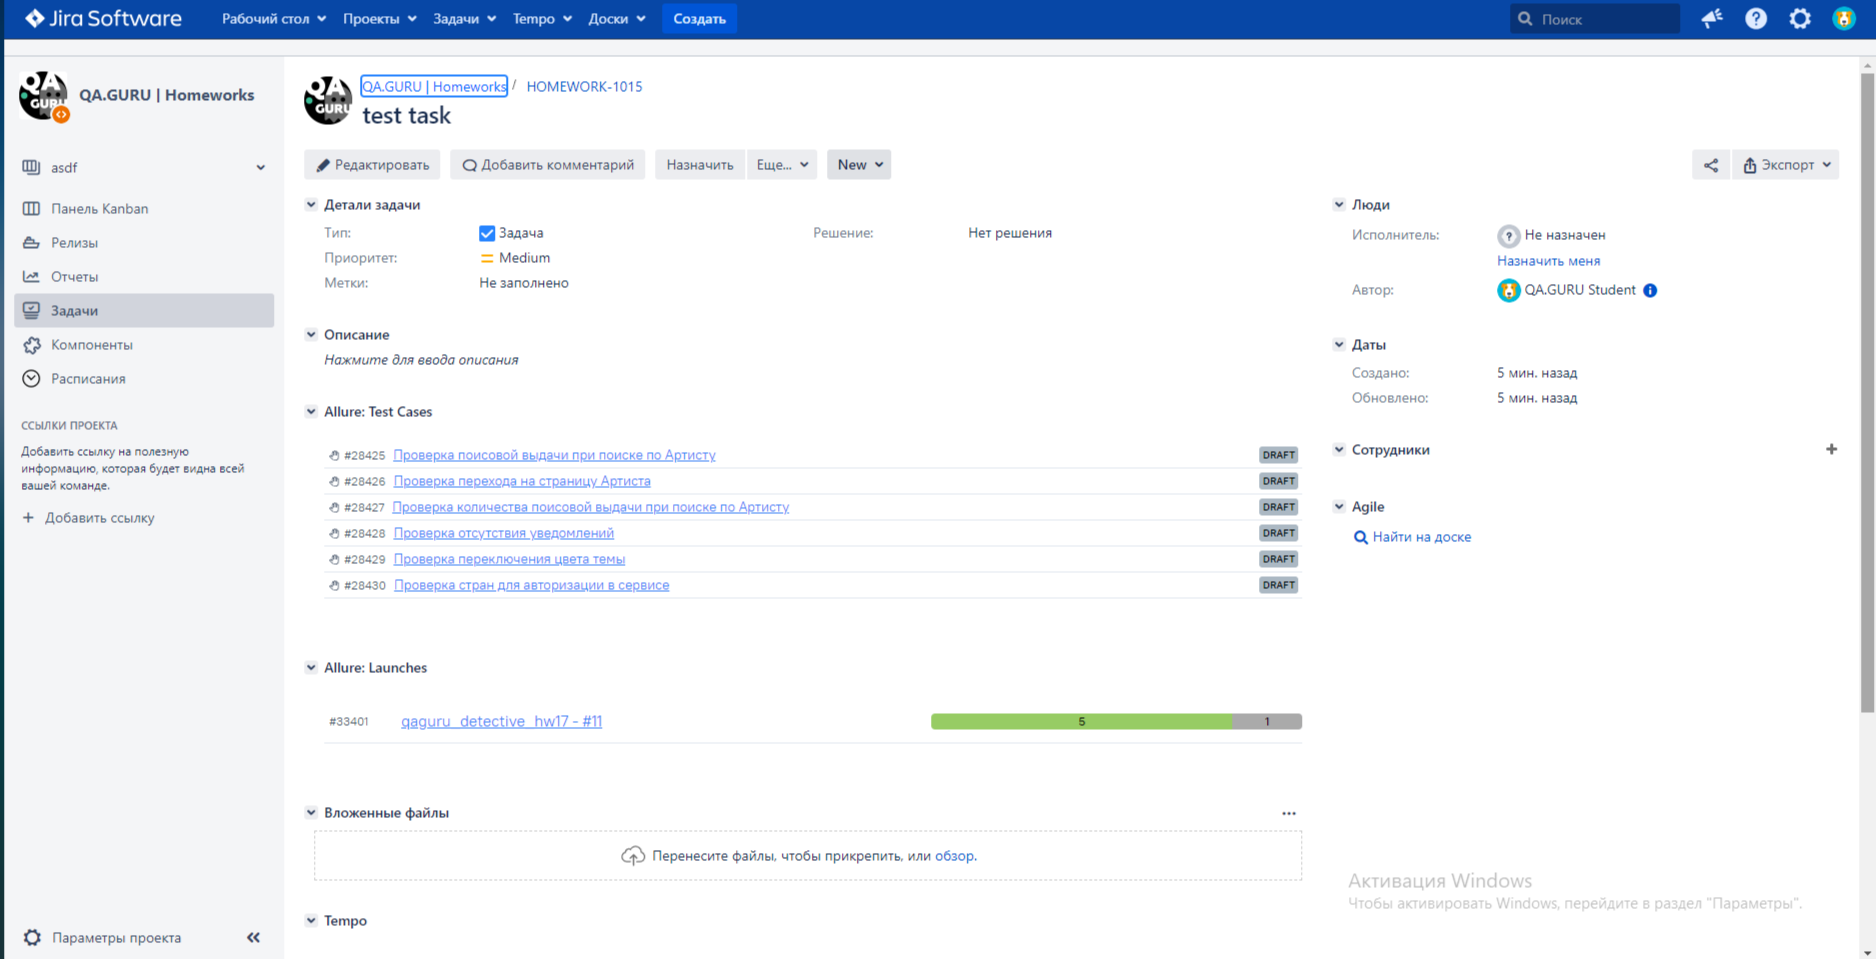 Jira Software Рабочий стол Проекты Задачи Tempo Доски Создать Поиск
QA GURU
QA.GURU | Homeworks
asdf
Панель Kanban
Релизы
Отчеты
Задачи
Компоненты
Расписания
ССЫЛКИ ПРОЕКТА
Добавить ссылку на полезную
информацию, которая будет видна всей
вашей команде.
+ Добавить ссылку
Параметры проекта
QA GURU
QA.GURU | Homeworks / HOMEWORK-1015
test task
Редактировать Добавить комментарий Назначить Еще... New Экспорт
Детали задачи
Тип: Задача Решение: Нет решения
Приоритет: Medium
Метки: Не заполнено
Описание
Нажмите для ввода описания
Allure: Test Cases
#28425 Проверка поисковой выдачи при поиске по Артисту DRAFT
#28426 Проверка перехода на страницу Артиста DRAFT
#28427 Проверка количества поисковой выдачи при поиске по Артисту DRAFT
#28428 Проверка отсутствия уведомлений DRAFT
#28429 Проверка переключения цвета темы DRAFT
#28430 Проверка стран для авторизации в сервисе DRAFT
Allure: Launches
#33401 qaguru_detective_hw17 - #11 5 1
Вложенные файлы
Перенесите файлы, чтобы прикрепить, или обзор.
Tempo
Люди
Исполнитель: Не назначен
Назначить меня
Автор: QA.GURU Student
Даты
Создано: 5 мин. назад
Обновлено: 5 мин. назад
Сотрудники
Agile
Найти на доске
Активация Windows
Чтобы активировать Windows, перейдите в раздел "Параметры".